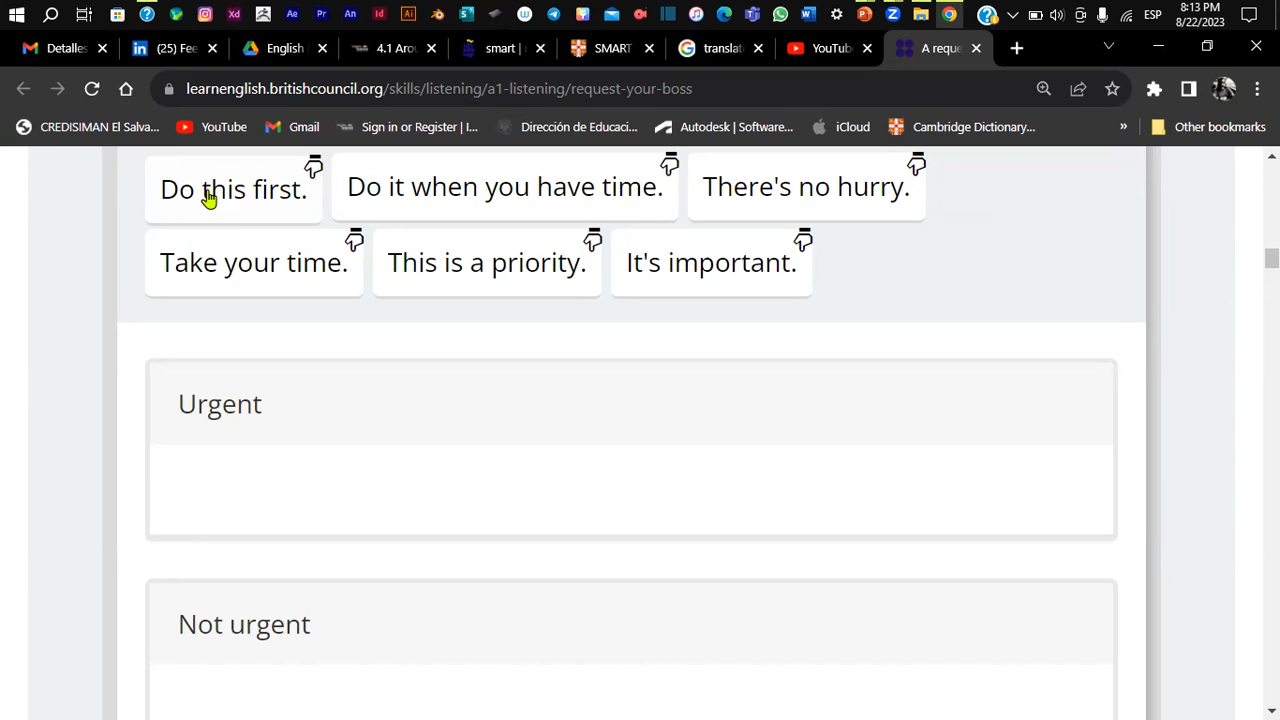 ESP
8:13 PM
8/22/2023
Detalles
(25) Fee
English
4.1 Arou
smart |
SMART
translat
YouTub
A reque
learnenglish.britishcouncil.org/skills/listening/a1-listening/request-your-boss
CREDISIMAN El Salva... YouTube Gmail Sign in or Register | I... Dirección de Educaci... Autodesk | Software... iCloud Cambridge Dictionary... » Other bookmarks
Do this first. Do it when you have time. There's no hurry.
Take your time. This is a priority. It's important.
Urgent
Not urgent